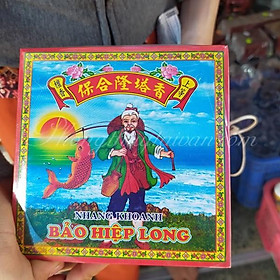 保合隆塔香
NHANG KHOANH
BẢO HIỆP LONG